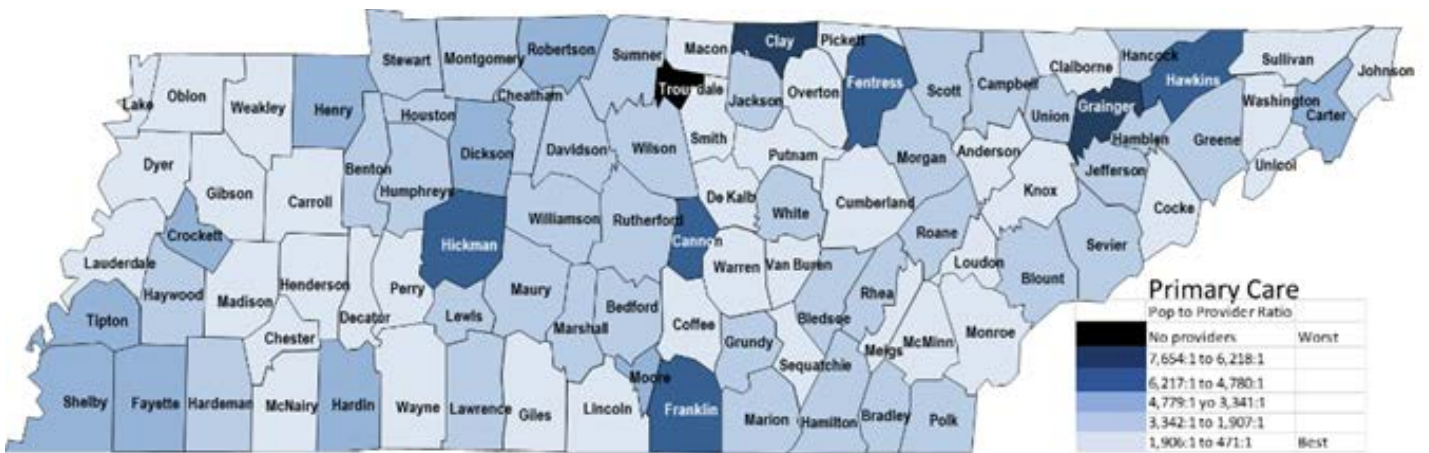 Stewart
Montgomery
Robertson
Sumner
Macon
Clay
Pickett
Fentress
Scott
Campbell
Claiborne
Hancock
Hawkins
Sullivan
Johnson
Lake
Oblon
Weakley
Henry
Houston
Cheatham
Trousdale
Jackson
Overton
Union
Grainger
Hamblen
Greene
Washington
Carter
Unicol
Dyer
Gibson
Carroll
Benton
Humphreys
Dickson
Davidson
Wilson
Smith
Putnam
De Kalb
White
Cumberland
Morgan
Anderson
Knox
Jefferson
Cocke
Sevier
Crockett
Lauderdale
Haywood
Madison
Henderson
Decator
Perry
Hickman
Williamson
Rutherford
Cannon
Warren
Van Buren
Roane
Loudon
Blount
Tipton
Chester
Lewis
Maury
Marshall
Bedford
Coffee
Grundy
Bledsoe
Rhea
Sequatchie
Meigs
McMinn
Monroe
Shelby
Fayette
Hardeman
McNairy
Hardin
Wayne
Lawrence
Giles
Lincoln
Moore
Franklin
Marion
Hamilton
Bradley
Polk
Primary Care
Pop to Provider Ratio
No providers Worst
7,654:1 to 6,218:1
6,217:1 to 4,780:1
4,779:1 yo 3,341:1
3,342:1 to 1,907:1
1,906:1 to 471:1 Best